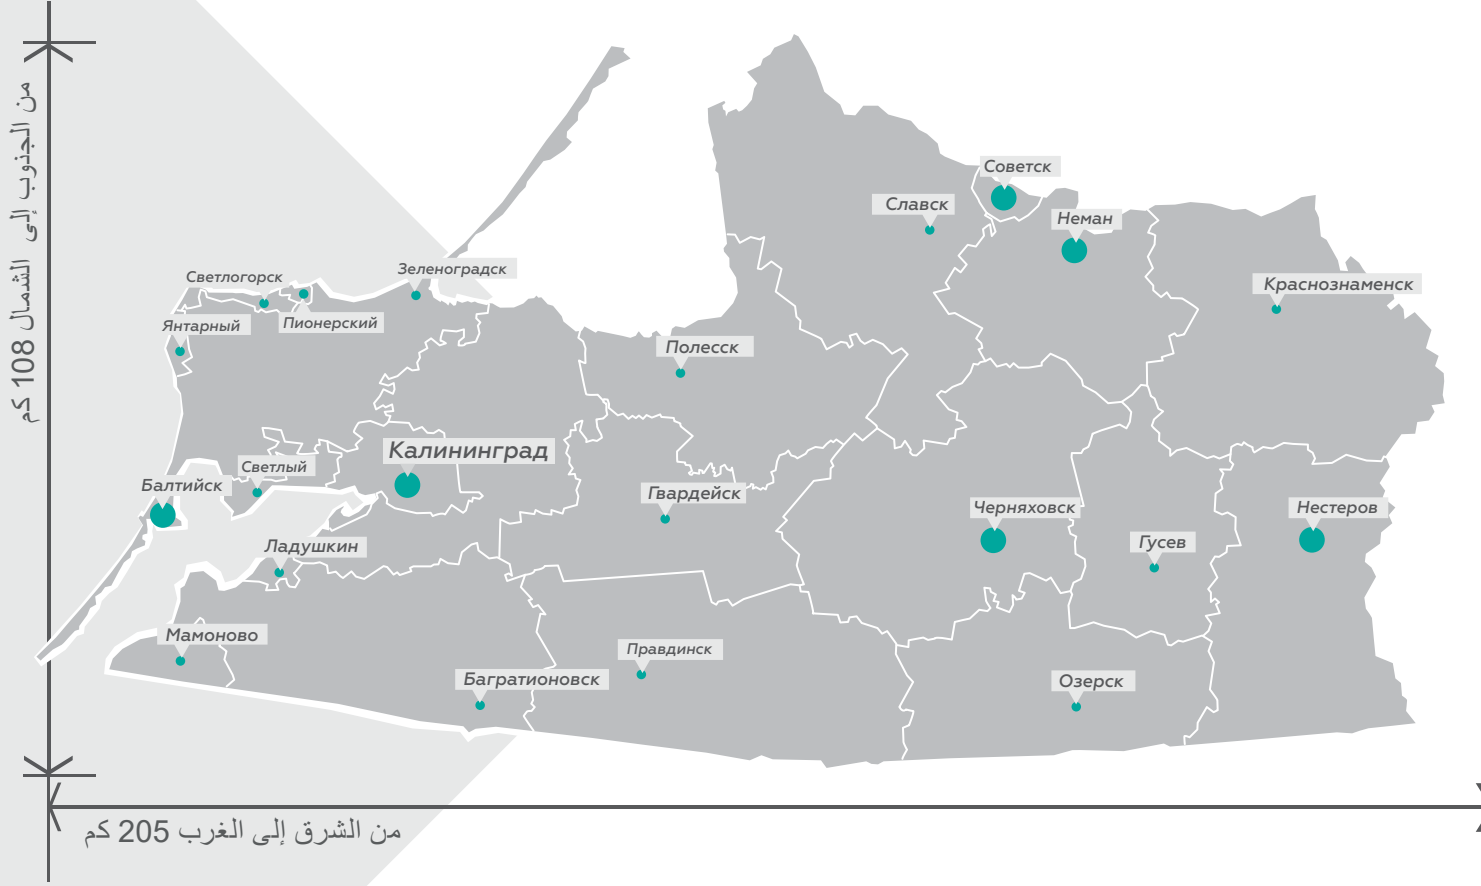 من الجنوب إلى الشمال 108 كم
Советск
Славск
Неман
Зеленоградск
Светлогорск
Краснознаменск
Янтарный
Пионерский
Полесск
Калининград
Светлый
Балтийск
Гвардейск
Черняховск
Нестеров
Гусев
Ладушкин
Мамоново
Правдинск
Багратионовск
Озерск
من الشرق إلى الغرب 205 كم